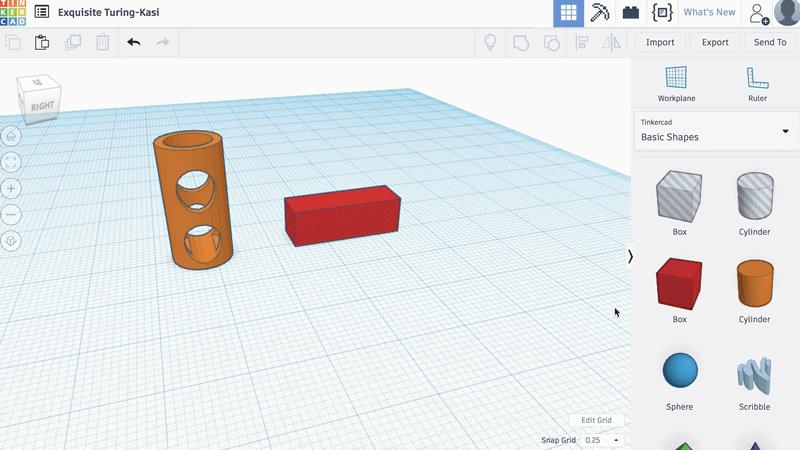 TIN
KER
CAD
Exquisite Turing-Kasi
What's New
Import
Export
Send To
RIGHT
Workplane
Ruler
Tinkercad
Basic Shapes
Box
Cylinder
Box
Cylinder
Sphere
Scribble
Edit Grid
Snap Grid 0.25